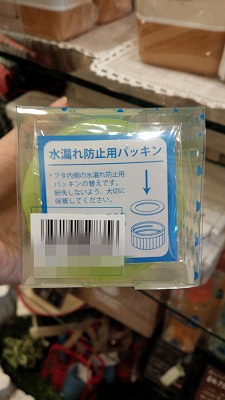 水漏れ防止用パッキン
・フタ内側の水漏れ防止用
パッキンの替えです。
紛失しないよう、大切に
保管してください。